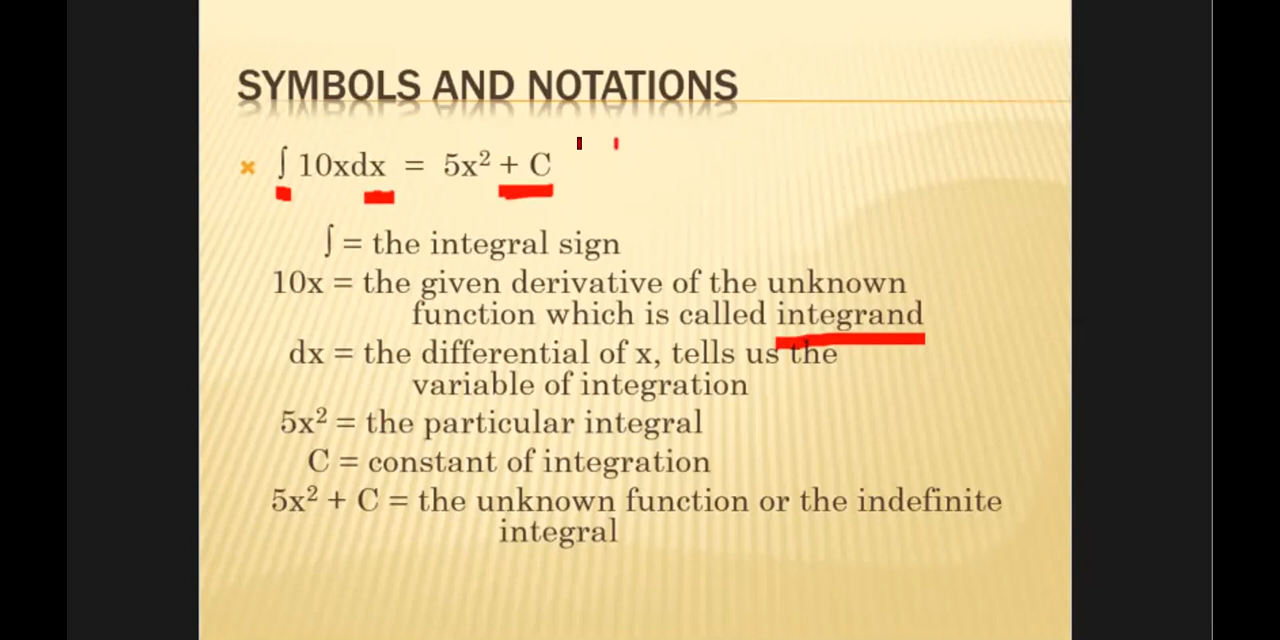 SYMBOLS AND NOTATIONS
∫ 10xdx = 5x² + C
∫ = the integral sign
10x = the given derivative of the unknown
function which is called integrand
dx = the differential of x, tells us the
variable of integration
5x² = the particular integral
C = constant of integration
5x² + C = the unknown function or the indefinite
integral